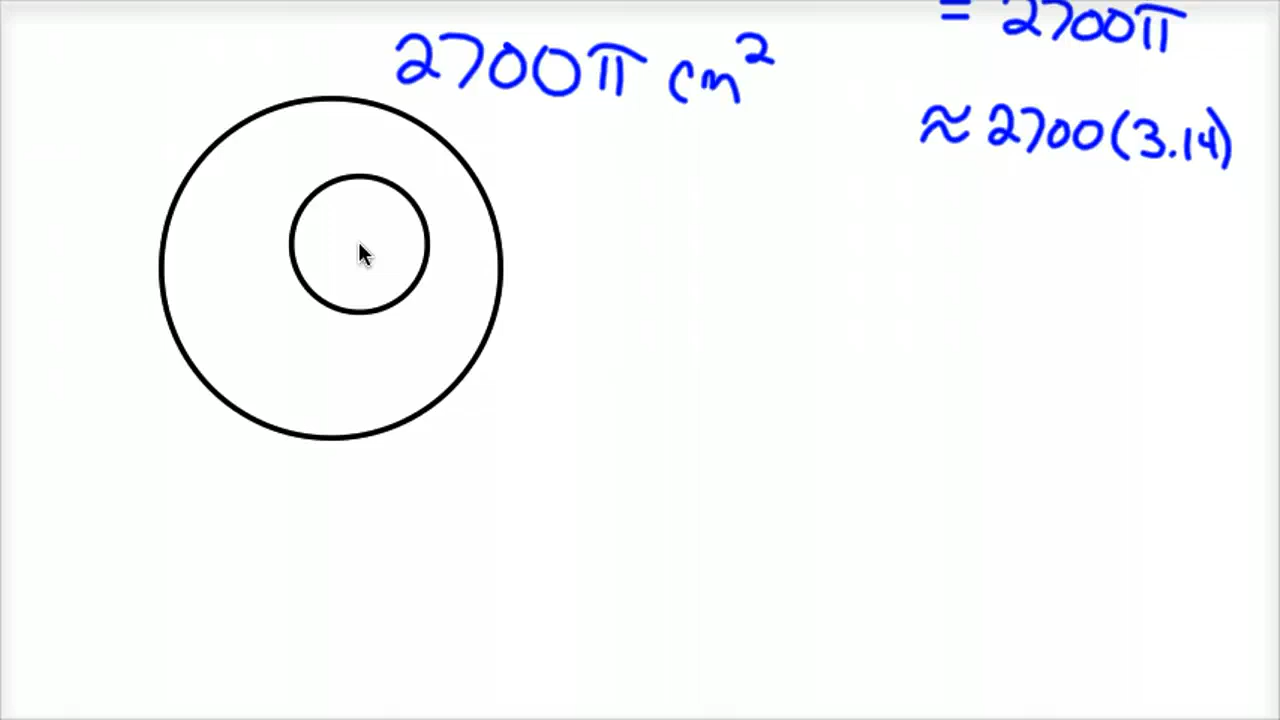 = 2700π
2700π cm²
≈ 2700(3.14)